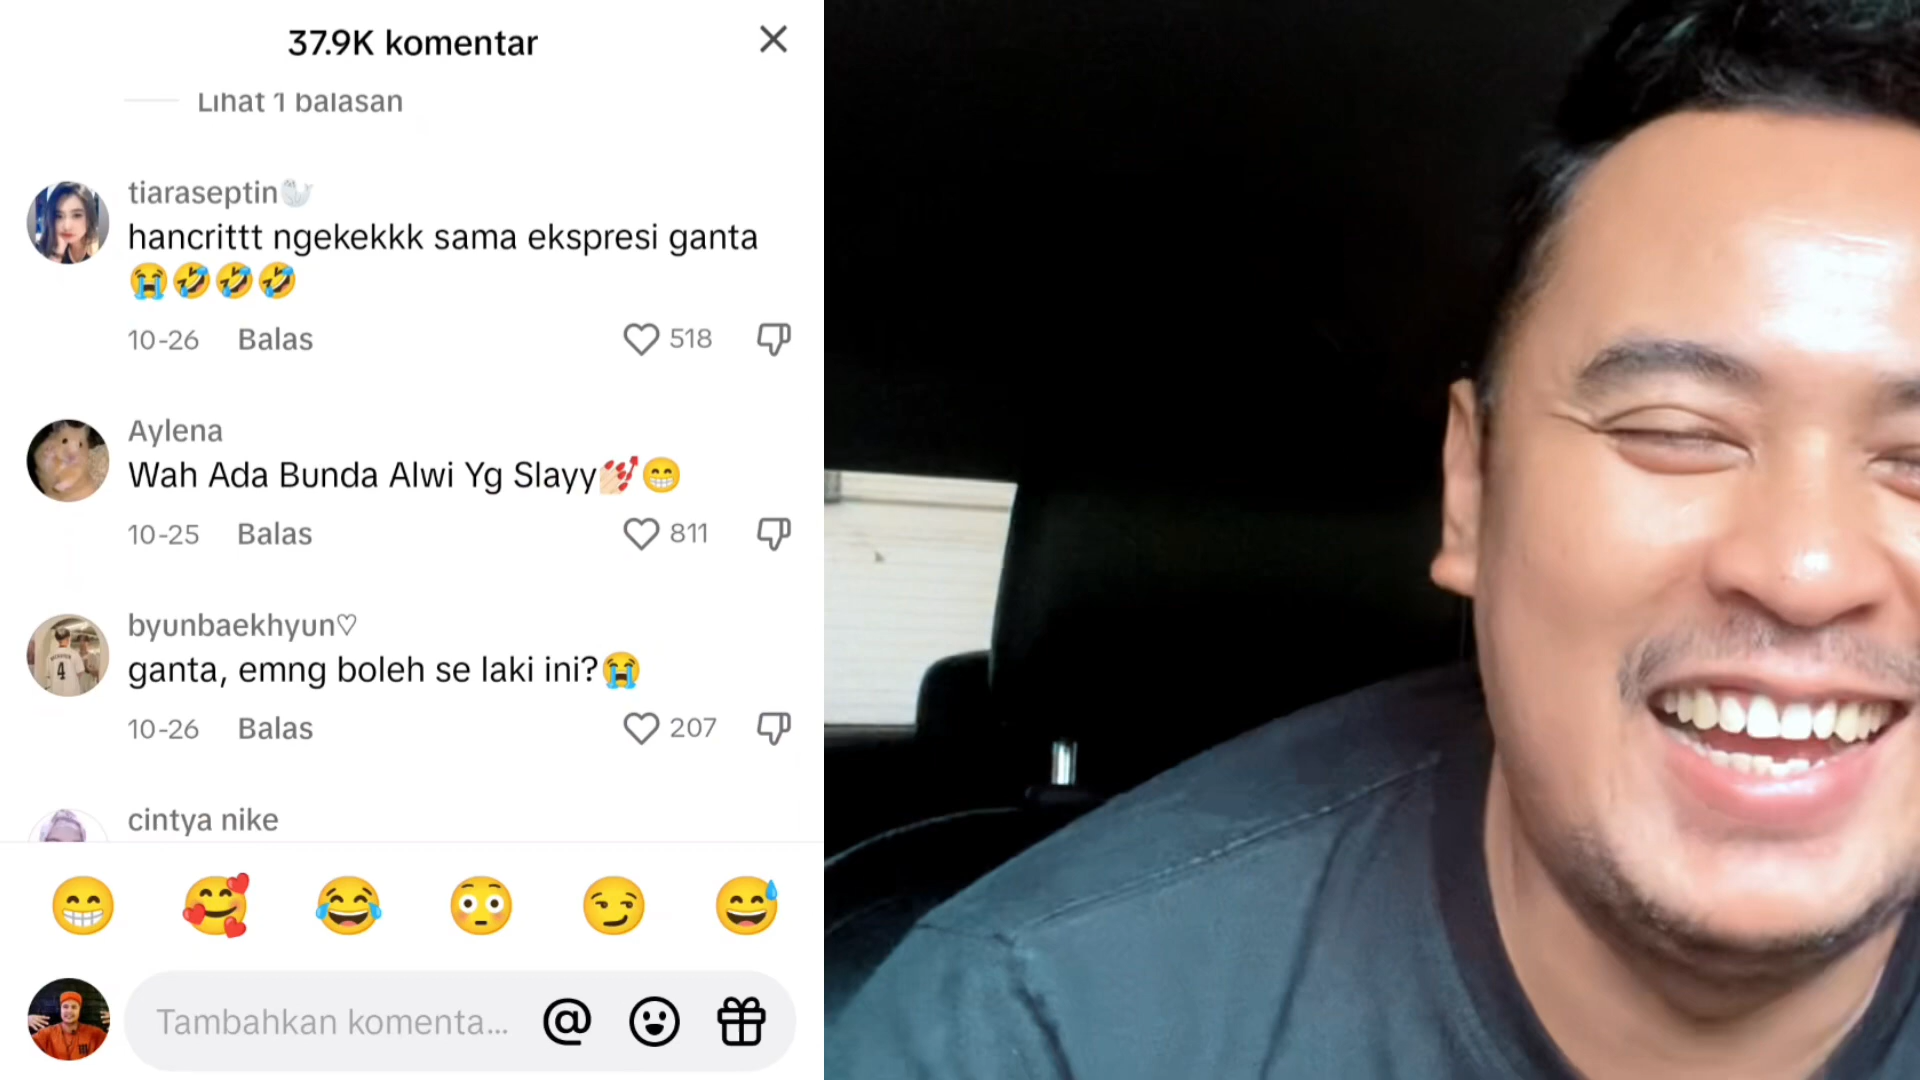 37.9K komentar
Lihat 1 balasan
tiaraseptin🦭
hancrittt ngekekkk sama ekspresi ganta
😭🤣🤣🤣
10-26 Balas 518
Aylena
Wah Ada Bunda Alwi Yg Slayy💅🏻😁
10-25 Balas 811
byunbaekhyun♡
ganta, emng boleh se laki ini?😭
10-26 Balas 207
cintya nike
Tambahkan komenta...